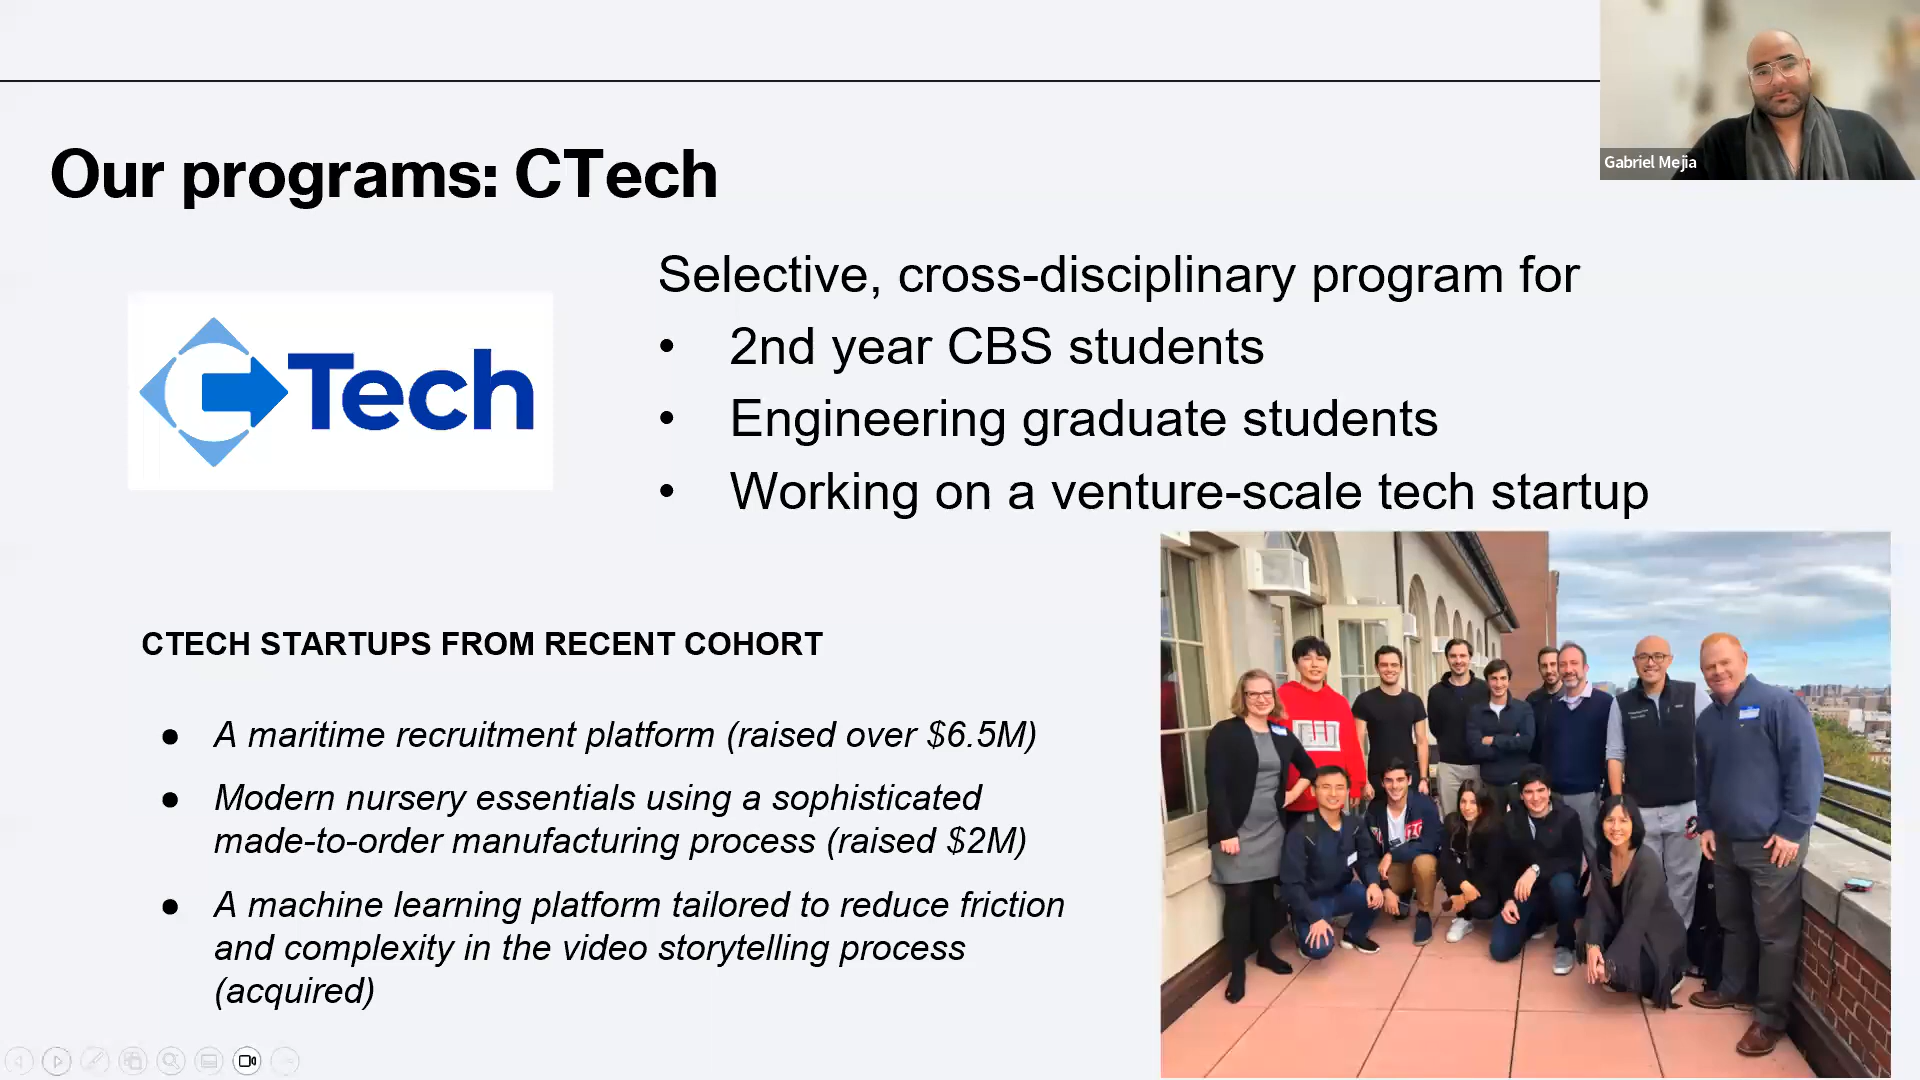 Gabriel Mejia
Our programs: CTech
Tech
Selective, cross-disciplinary program for
• 2nd year CBS students
• Engineering graduate students
• Working on a venture-scale tech startup
CTECH STARTUPS FROM RECENT COHORT
● A maritime recruitment platform (raised over $6.5M)
● Modern nursery essentials using a sophisticated
made-to-order manufacturing process (raised $2M)
● A machine learning platform tailored to reduce friction
and complexity in the video storytelling process
(acquired)